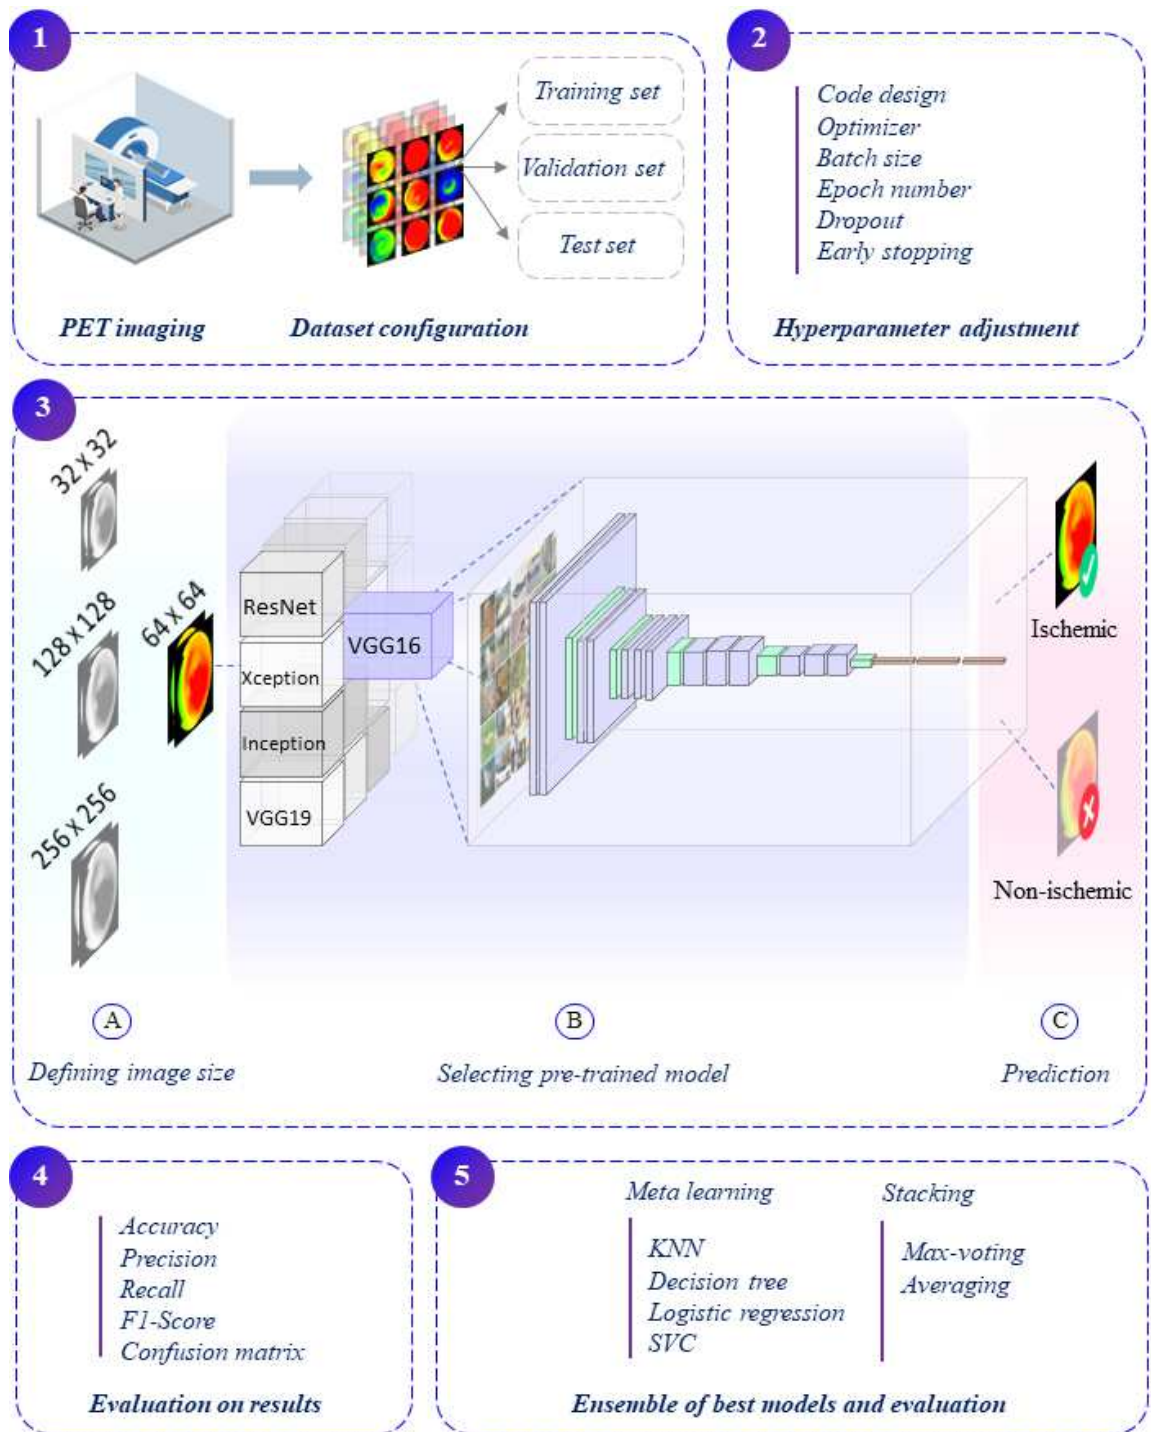 1
Training set
Validation set
Test set
PET imaging
Dataset configuration
2
Code design
Optimizer
Batch size
Epoch number
Dropout
Early stopping
Hyperparameter adjustment
3
32 x 32
128 x 128
64 x 64
256 x 256
ResNet
Xception
Inception
VGG19
VGG16
Ischemic
Non-ischemic
A
Defining image size
B
Selecting pre-trained model
C
Prediction
4
Accuracy
Precision
Recall
F1-Score
Confusion matrix
Evaluation on results
5
Meta learning
KNN
Decision tree
Logistic regression
SVC
Stacking
Max-voting
Averaging
Ensemble of best models and evaluation